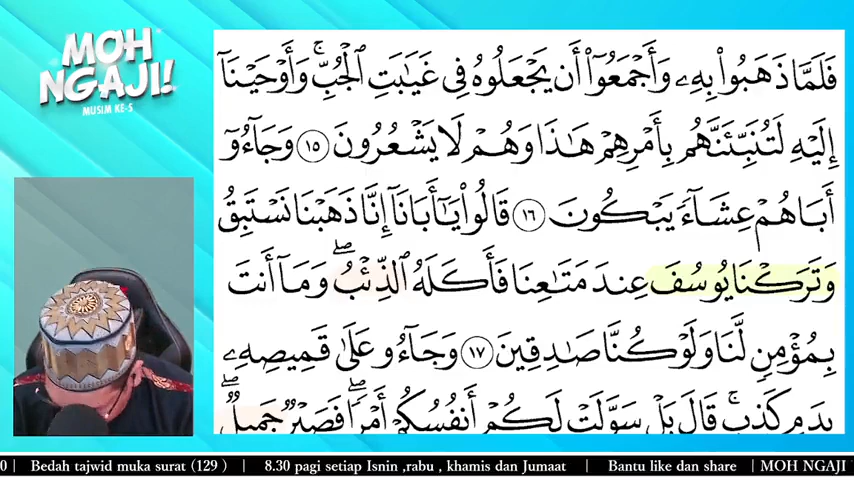 MOH
NGAJI!
MUSIM KE-5
فَلَمَّا ذَهَبُوا۟ بِهِۦ وَأَجْمَعُوٓا۟ أَن يَجْعَلُوهُ فِى غَيَـٰبَتِ ٱلْجُبِّ ۚ وَأَوْحَيْنَآ
إِلَيْهِ لَتُنَبِّئَنَّهُم بِأَمْرِهِمْ هَـٰذَا وَهُمْ لَا يَشْعُرُونَ ١٥ وَجَآءُوٓ
أَبَاهُمْ عِشَآءً يَبْكُونَ ١٦ قَالُوا۟ يَـٰٓأَبَانَآ إِنَّا ذَهَبْنَا نَسْتَبِقُ
وَتَرَكْنَا يُوسُفَ عِندَ مَتَـٰعِنَا فَأَكَلَهُ ٱلذِّئْبُ ۖ وَمَآ أَنتَ
بِمُؤْمِنٍ لَّنَا وَلَوْ كُنَّا صَـٰدِقِينَ ١٧ وَجَآءُو عَلَىٰ قَمِيصِهِۦ
بِدَمٍ كَذِبٍ ۚ قَالَ بَلْ سَوَّلَتْ لَكُمْ أَنفُسُكُمْ أَمْرًا ۖ فَصَبْرٌ جَمِيلٌ ۖ
0 | Bedah tajwid muka surat (129 ) | 8.30 pagi setiap Isnin ,rabu , khamis dan Jumaat | Bantu like dan share | MOH NGAJI